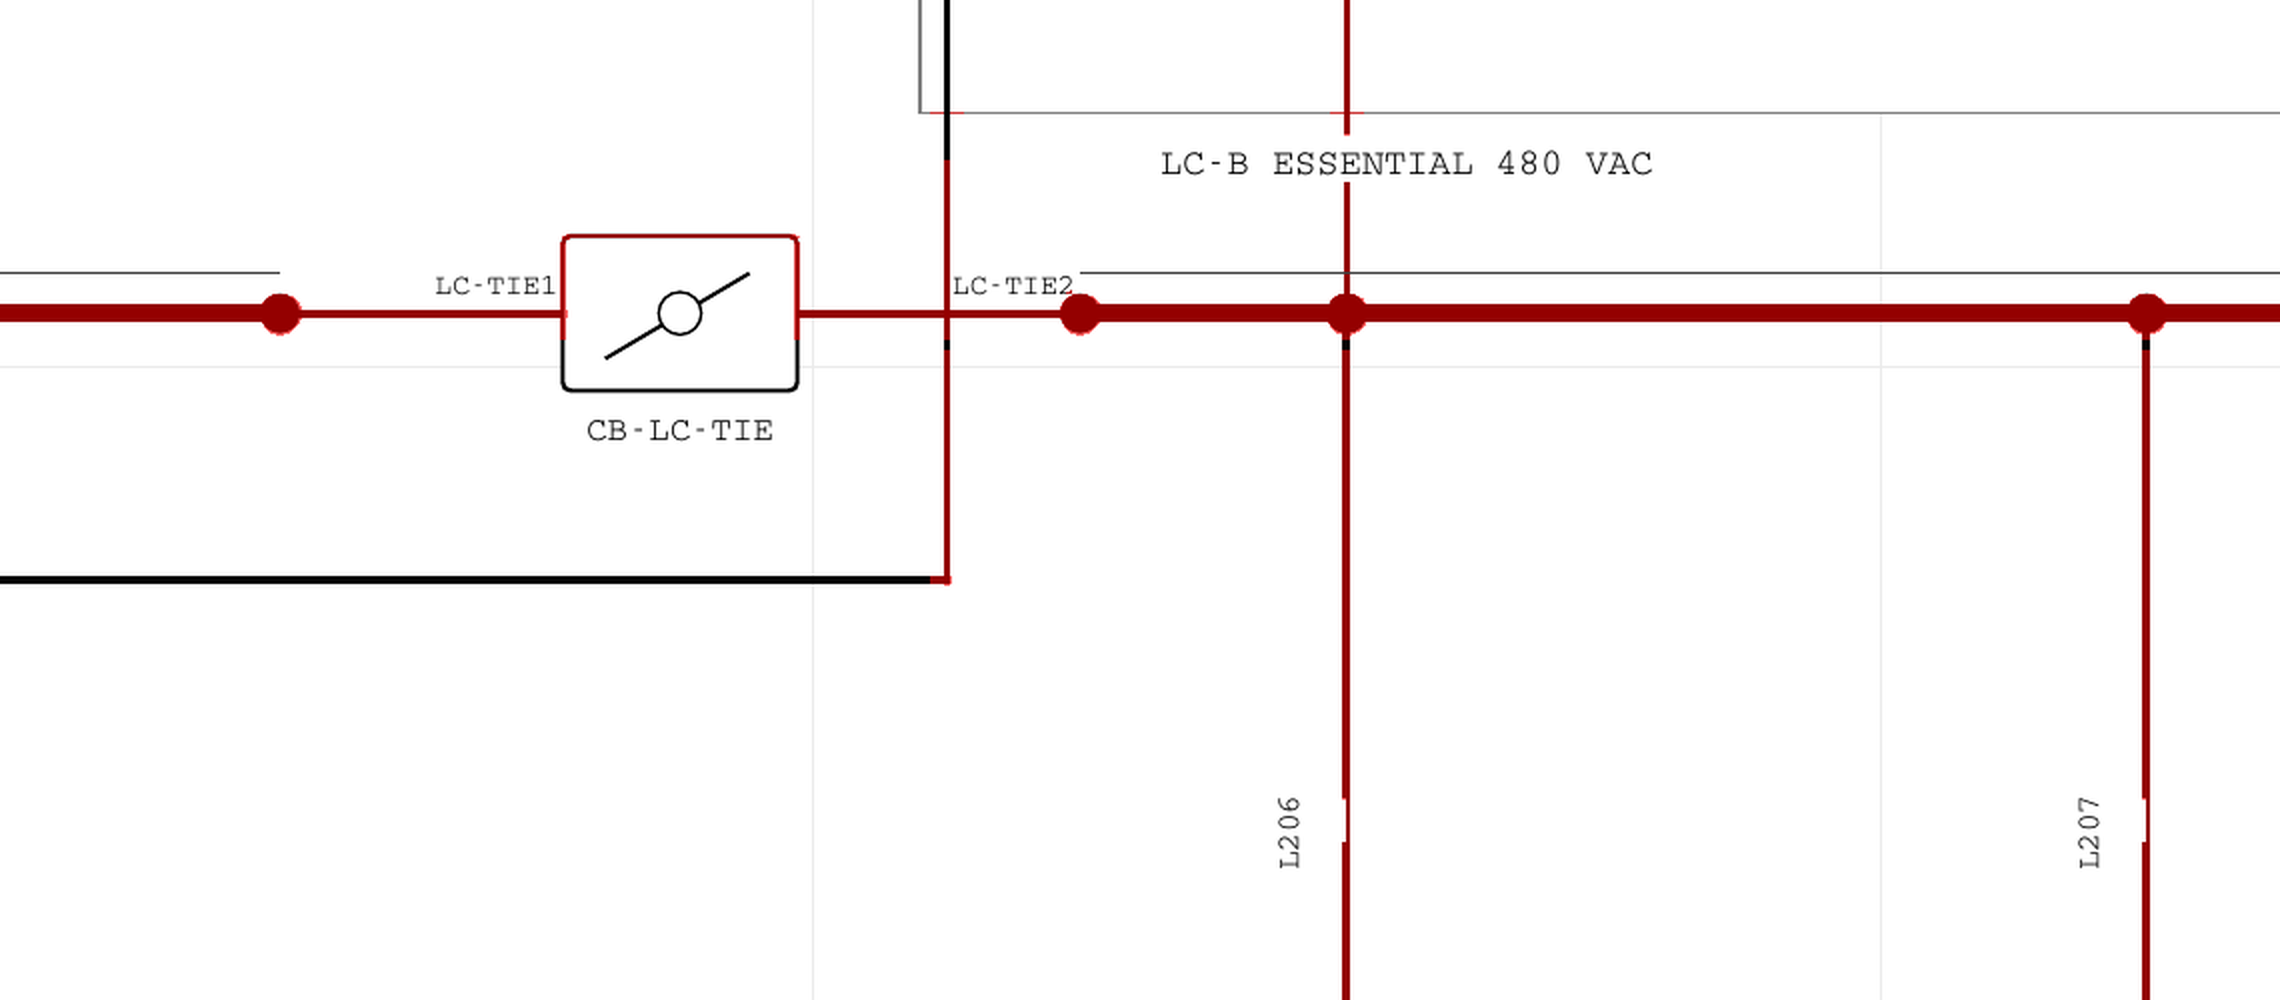 LC-B ESSENTIAL 480 VAC
LC-TIE1
LC-TIE2
CB-LC-TIE
L206
L207